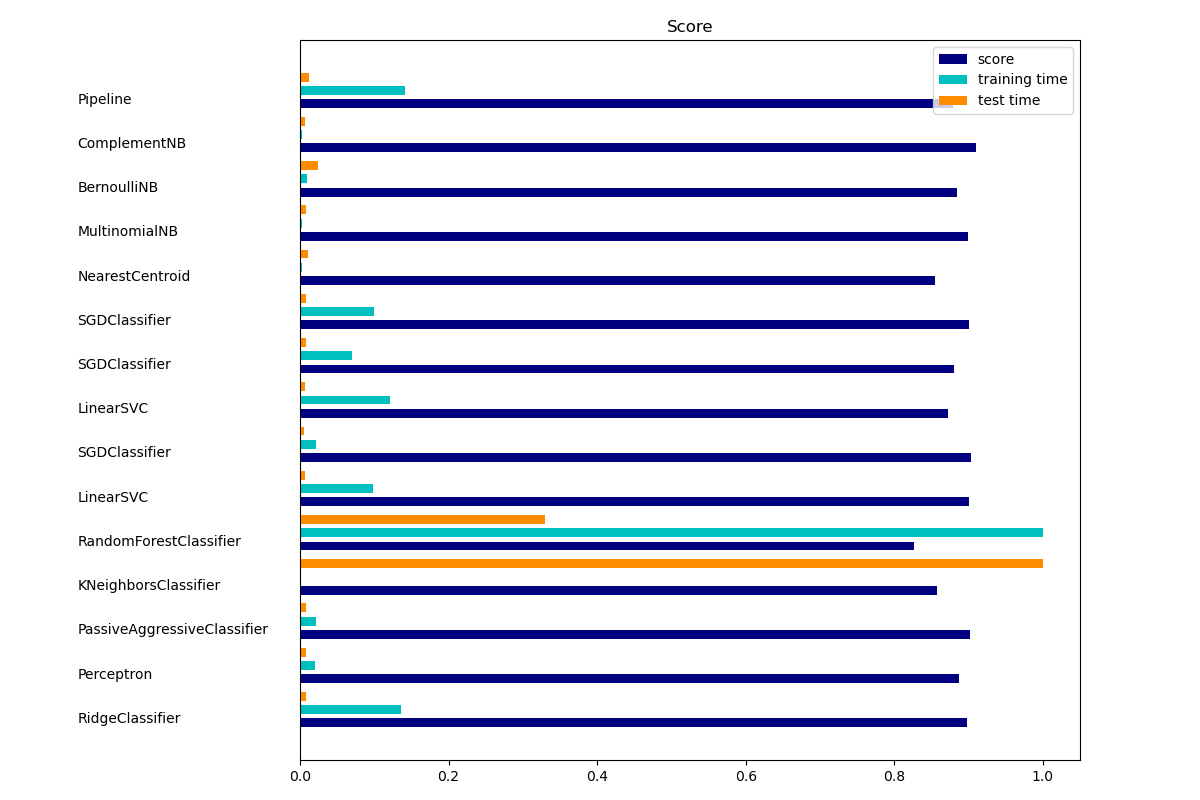 Score
score
training time
test time
Pipeline
ComplementNB
BernoulliNB
MultinomialNB
NearestCentroid
SGDClassifier
SGDClassifier
LinearSVC
SGDClassifier
LinearSVC
RandomForestClassifier
KNeighborsClassifier
PassiveAggressiveClassifier
Perceptron
RidgeClassifier
0.0 0.2 0.4 0.6 0.8 1.0